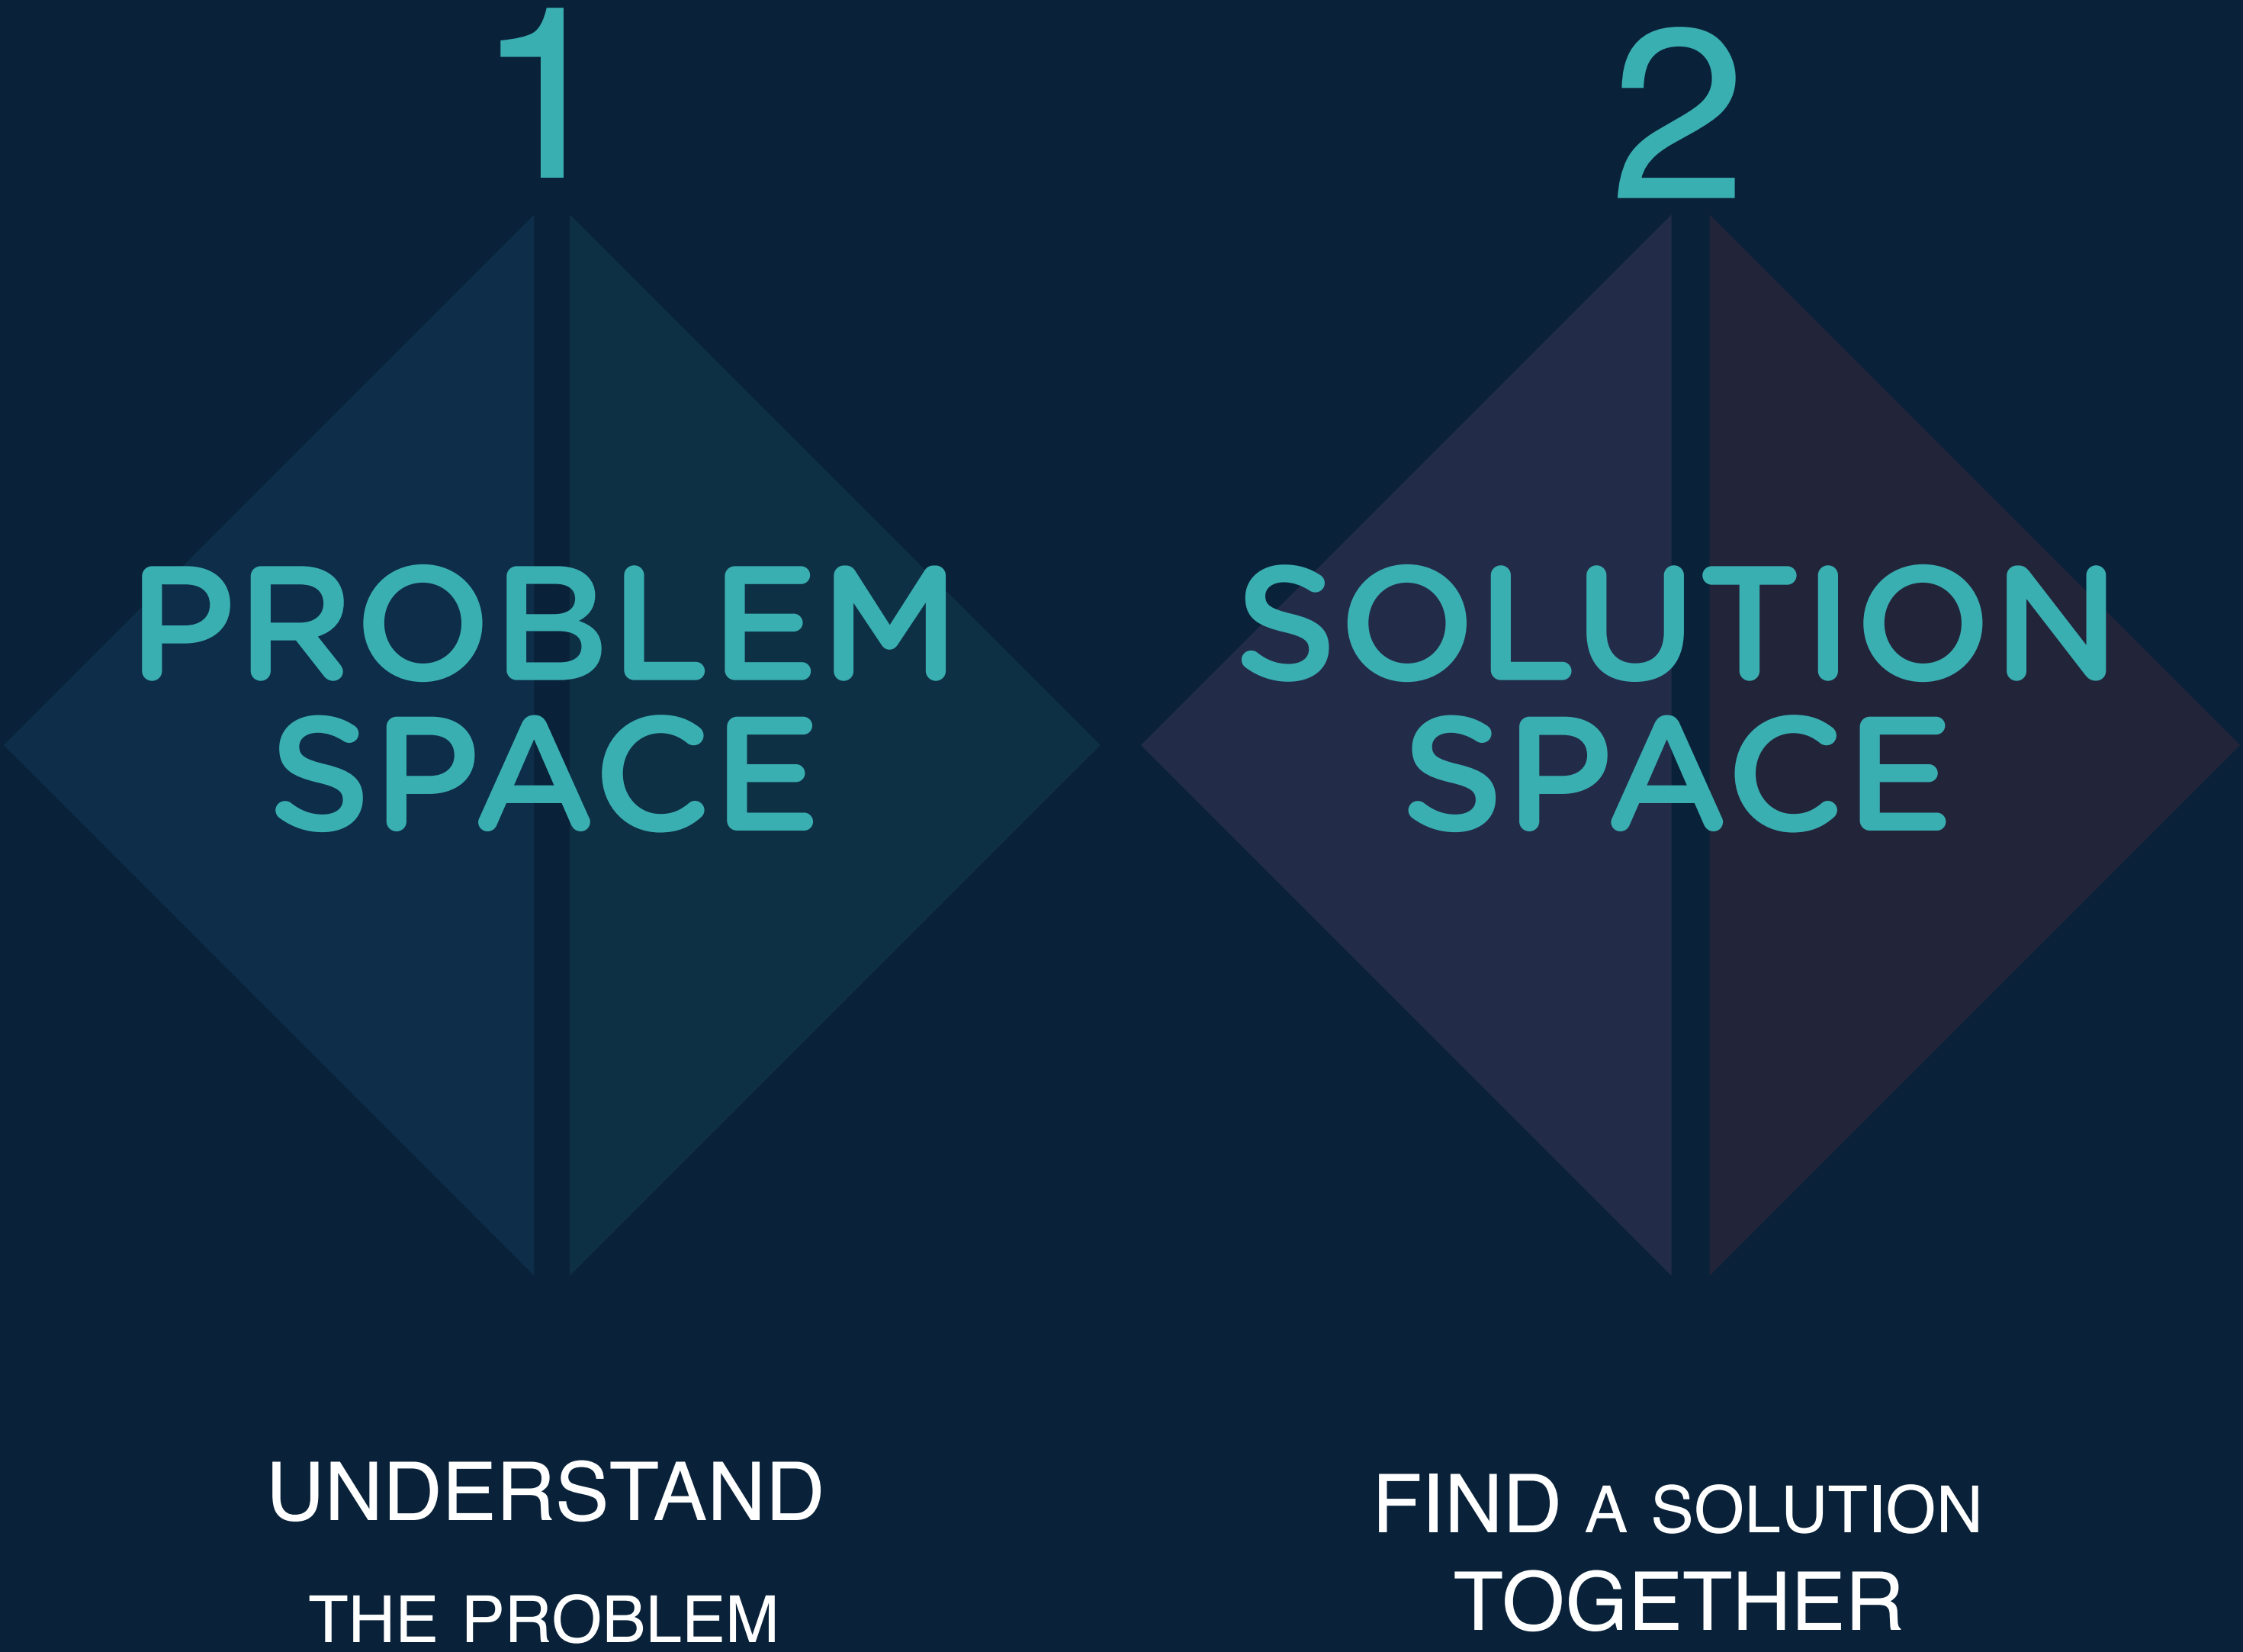 1
PROBLEM
SPACE
UNDERSTAND
THE PROBLEM
2
SOLUTION
SPACE
FIND A SOLUTION
TOGETHER